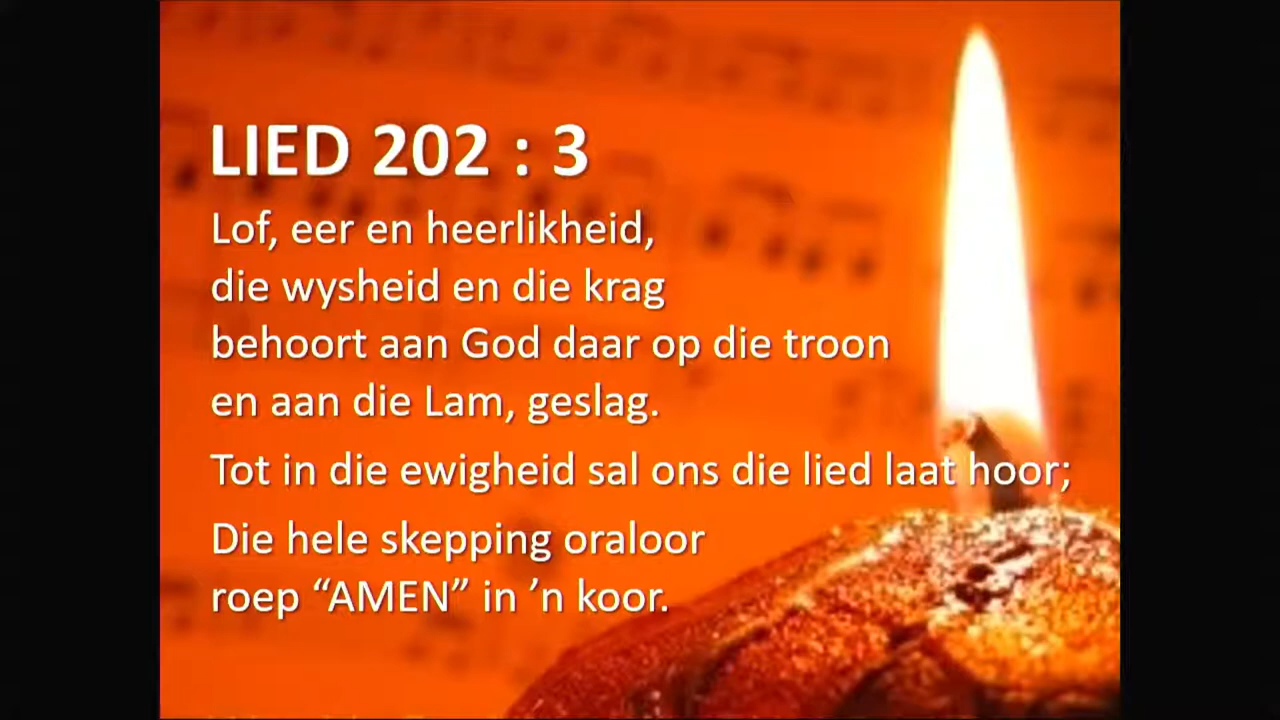 LIED 202 : 3
Lof, eer en heerlikheid,
die wysheid en die krag
behoort aan God daar op die troon
en aan die Lam, geslag.
Tot in die ewigheid sal ons die lied laat hoor;
Die hele skepping oraloor
roep “AMEN” in ’n koor.